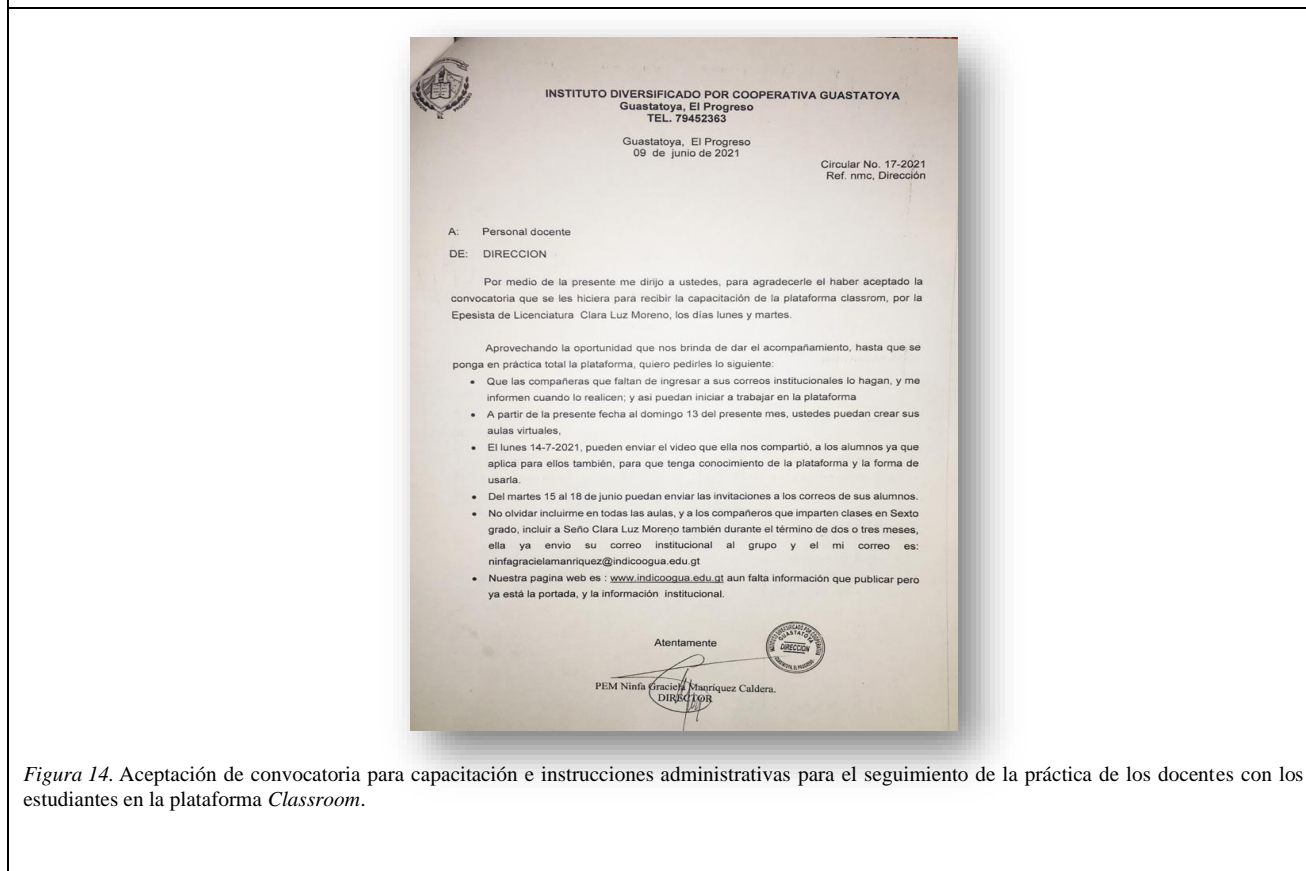 INSTITUTO DIVERSIFICADO POR COOPERATIVA GUASTATOYA
Guastatoya, El Progreso
TEL. 79452363
Guastatoya, El Progreso
09 de junio de 2021
Circular No. 17-2021
Ref. nmc, Dirección
A: Personal docente
DE: DIRECCION
Por medio de la presente me dirijo a ustedes, para agradecerle el haber aceptado la
convocatoria que se les hiciera para recibir la capacitación de la plataforma classrom, por la
Epesista de Licenciatura Clara Luz Moreno, los días lunes y martes.
Aprovechando la oportunidad que nos brinda de dar el acompañamiento, hasta que se
ponga en práctica total la plataforma, quiero pedirles lo siguiente:
• Que las compañeras que faltan de ingresar a sus correos institucionales lo hagan, y me
informen cuando lo realicen; y asi puedan iniciar a trabajar en la plataforma
• A partir de la presente fecha al domingo 13 del presente mes, ustedes puedan crear sus
aulas virtuales,
• El lunes 14-7-2021, pueden enviar el video que ella nos compartió, a los alumnos ya que
aplica para ellos también, para que tenga conocimiento de la plataforma y la forma de
usarla.
• Del martes 15 al 18 de junio puedan enviar las invitaciones a los correos de sus alumnos.
• No olvidar incluirme en todas las aulas, y a los compañeros que imparten clases en Sexto
grado, incluir a Seño Clara Luz Moreno también durante el término de dos o tres meses,
ella ya envio su correo institucional al grupo y el mi correo es:
ninfagracielamanriquez@indicoogua.edu.gt
• Nuestra pagina web es : www.indicoogua.edu.gt aun falta información que publicar pero
ya está la portada, y la información institucional.
Atentamente
GUASTATOYA
DIRECCION
PEM Ninfa Graciela Manríquez Caldera.
DIRECTOR
Figura 14. Aceptación de convocatoria para capacitación e instrucciones administrativas para el seguimiento de la práctica de los docentes con los
estudiantes en la plataforma Classroom.